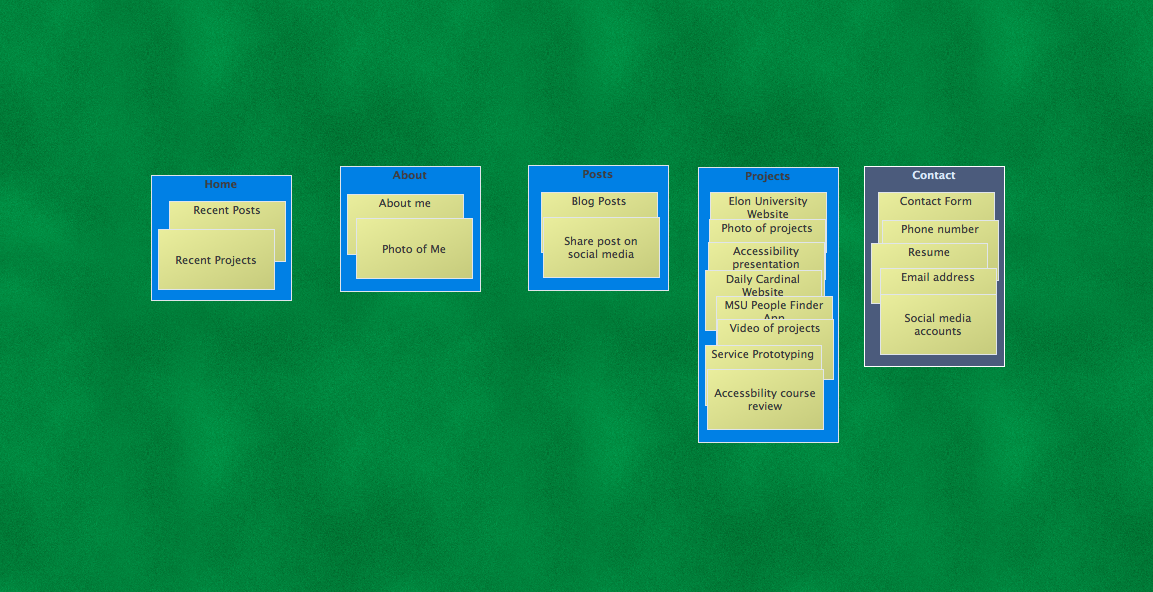 Home
Recent Posts
Recent Projects
About
About me
Photo of Me
Posts
Blog Posts
Share post on
social media
Projects
Elon University
Website
Photo of projects
Accessibility
presentation
Daily Cardinal
Website
MSU People Finder
App
Video of projects
Service Prototyping
Accessbility course
review
Contact
Contact Form
Phone number
Resume
Email address
Social media
accounts